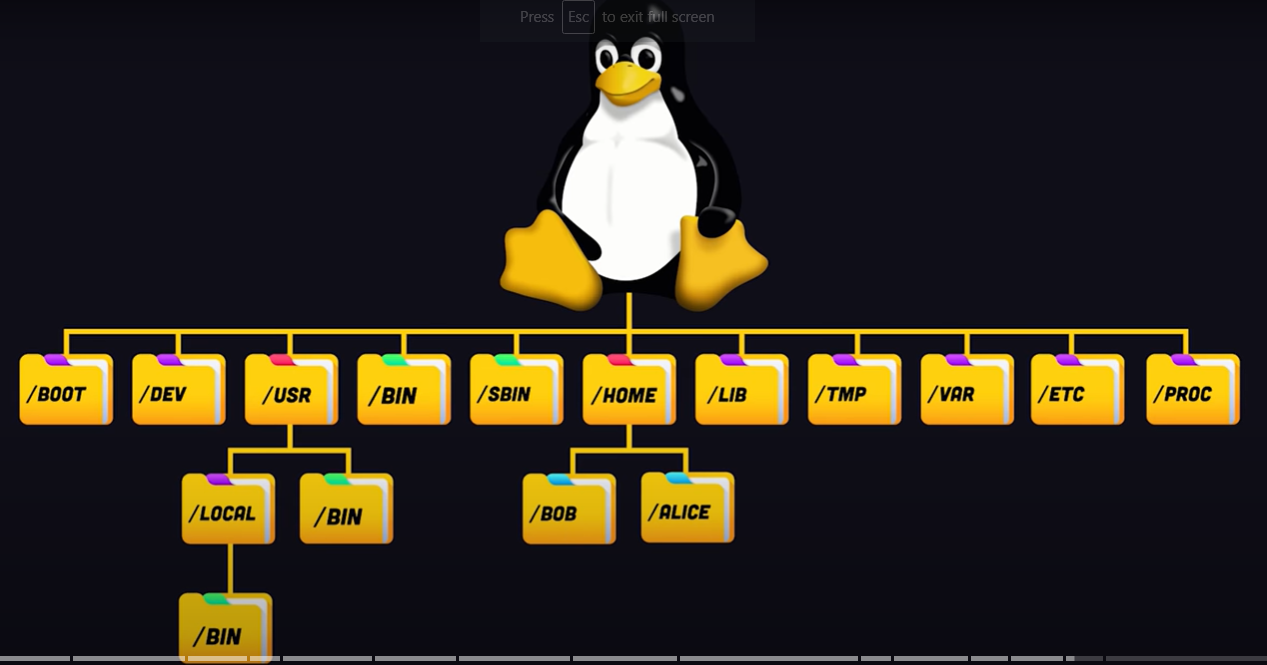 Press Esc to exit full screen
/BOOT /DEV /USR /BIN /SBIN /HOME /LIB /TMP /VAR /ETC /PROC
/LOCAL /BIN /BOB /ALICE
/BIN